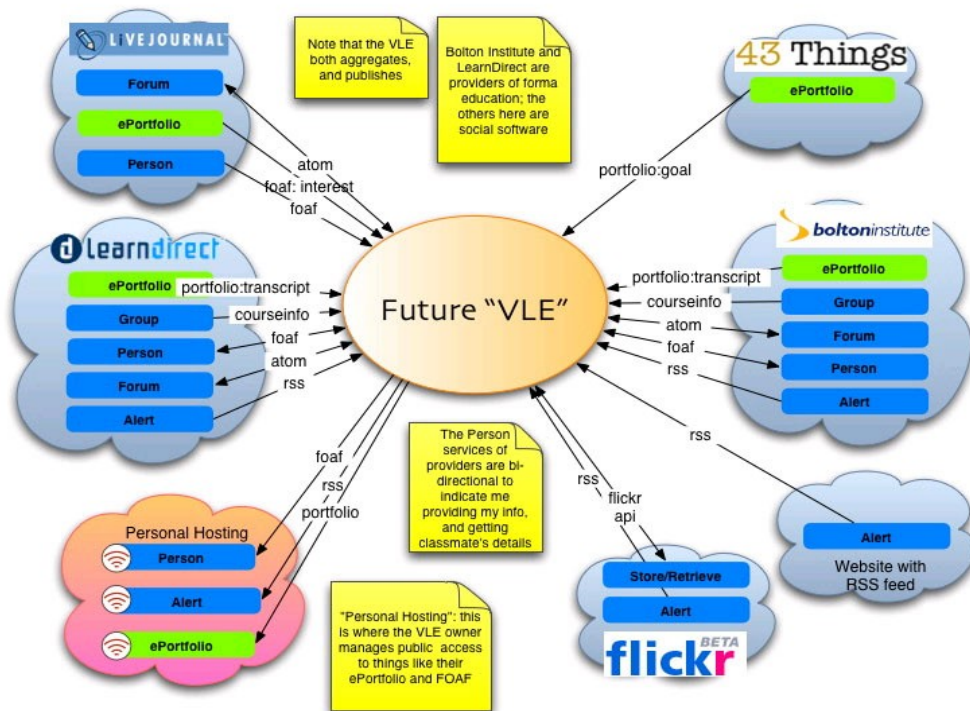 LiVEJOURNAL
Forum
ePortfolio
Person
Note that the VLE
both aggregates,
and publishes
Bolton Institute and
LearnDirect are
providers of forma
education; the
others here are
social software
43 Things
ePortfolio
atom
foaf: interest
foaf
portfolio:goal
Learndirect
ePortfolio
Group
Person
Forum
Alert
portfolio:transcript
courseinfo
foaf
atom
rss
Future “VLE”
boltoninstitute
ePortfolio
Group
Forum
Person
Alert
portfolio:transcript
courseinfo
atom
foaf
rss
foaf
rss
portfolio
The Person
services of
providers are bi-
directional to
indicate me
providing my info,
and getting
classmate's details
rss
flickr
api
rss
Personal Hosting
Person
Alert
ePortfolio
"Personal Hosting": this
is where the VLE owner
manages public access
to things like their
ePortfolio and FOAF
Store/Retrieve
Alert
flickr
BETA
Alert
Website with
RSS feed